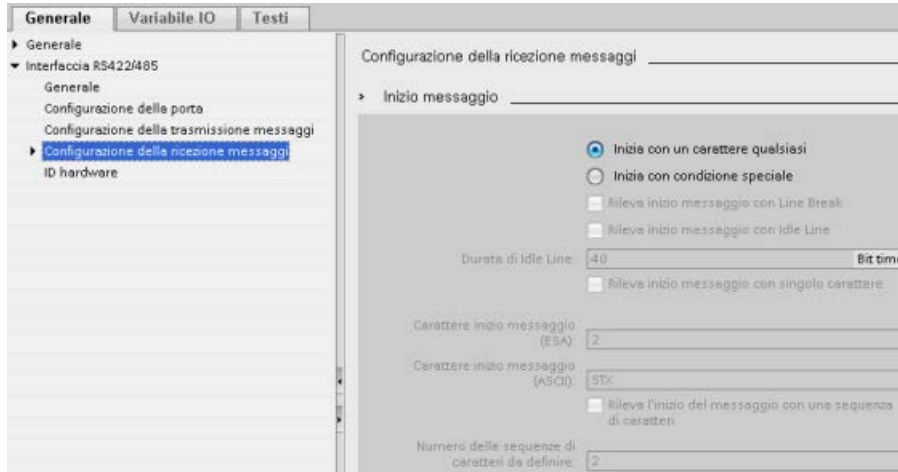 Generale
Variabile IO
Testi
Generale
Interfaccia RS422/485
Generale
Configurazione della porta
Configurazione della trasmissione messaggi
Configurazione della ricezione messaggi
ID hardware
Configurazione della ricezione messaggi
Inizio messaggio
Inizia con un carattere qualsiasi
Inizia con condizione speciale
Rileva inizio messaggio con Line Break
Rileva inizio messaggio con Idle Line
Durata di Idle Line: 40 Bit time
Rileva inizio messaggio con singolo carattere
Carattere inizio messaggio
(ESA): 2
Carattere inizio messaggio
(ASCII): STX
Rileva l'inizio del messaggio con una sequenza
di caratteri
Numero delle sequenze di
caratteri da definire: 2